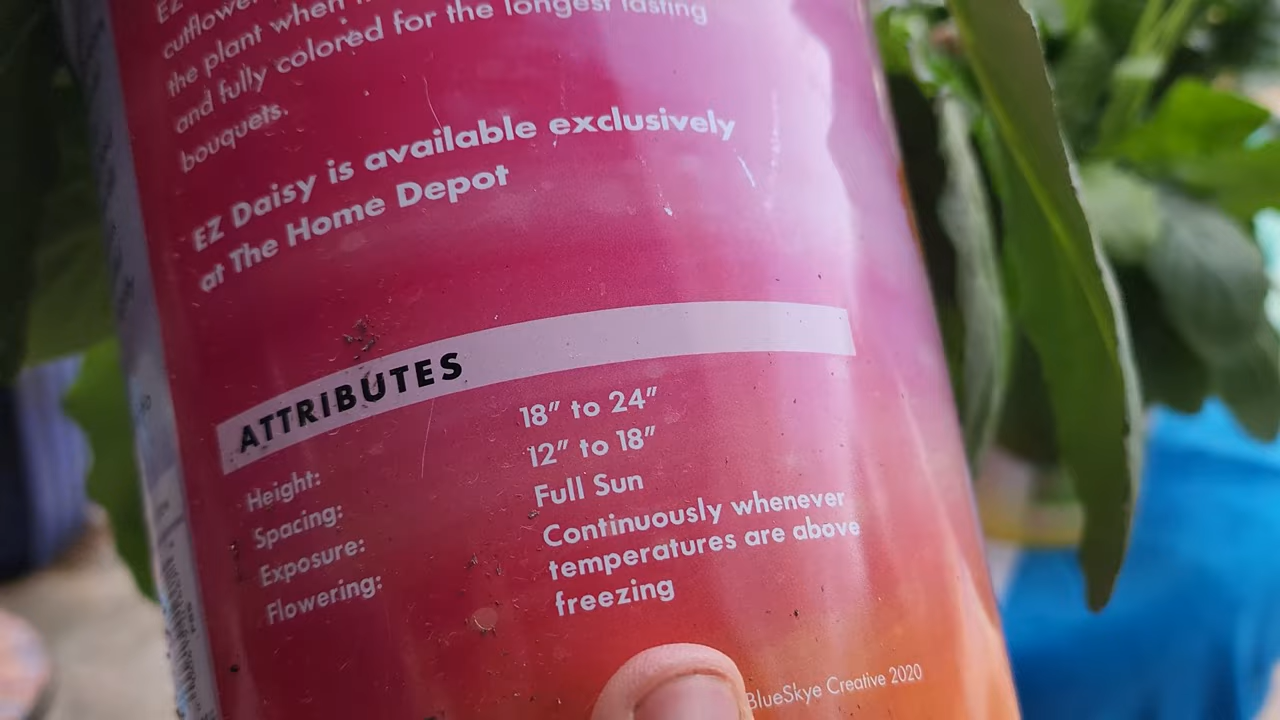 EZ
cutflower
the plant when
and fully colored for the longest lasting
bouquets.
EZ Daisy is available exclusively
at The Home Depot
ATTRIBUTES
Height: 18″ to 24″
Spacing: 12″ to 18″
Exposure: Full Sun
Flowering: Continuously whenever
temperatures are above
freezing
BlueSkye Creative 2020